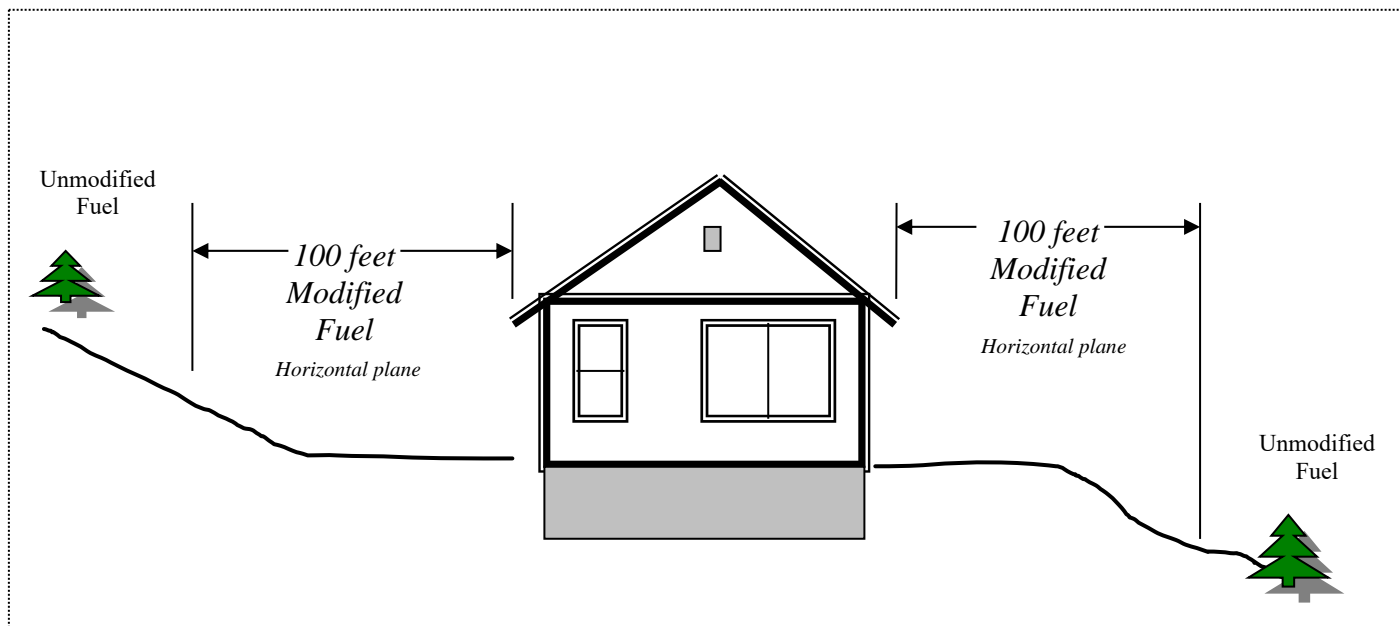 Unmodified
Fuel
100 feet
Modified
Fuel
Horizontal plane
100 feet
Modified
Fuel
Horizontal plane
Unmodified
Fuel